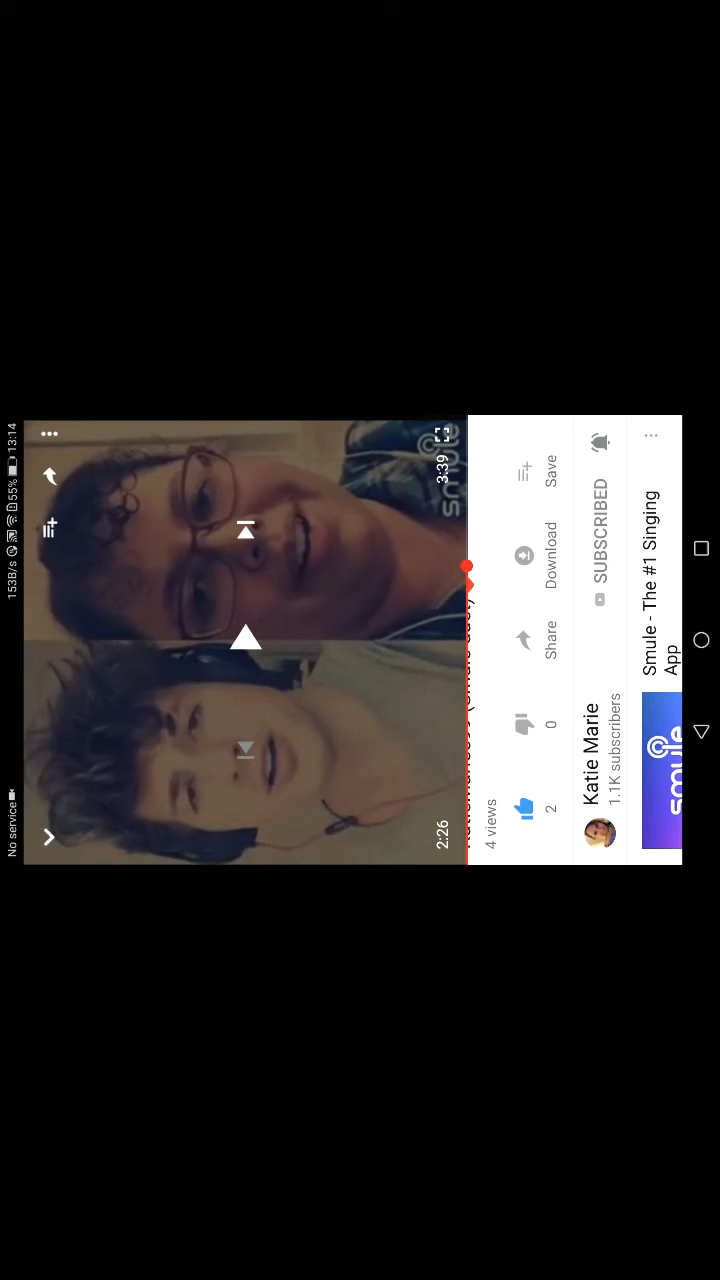 No service
153B/s
55%
13:14
2:26
3:39
smule
4 views
2
0
Share
Download
Save
Katie Marie
1.1K subscribers
SUBSCRIBED
smule
Smule - The #1 Singing
App